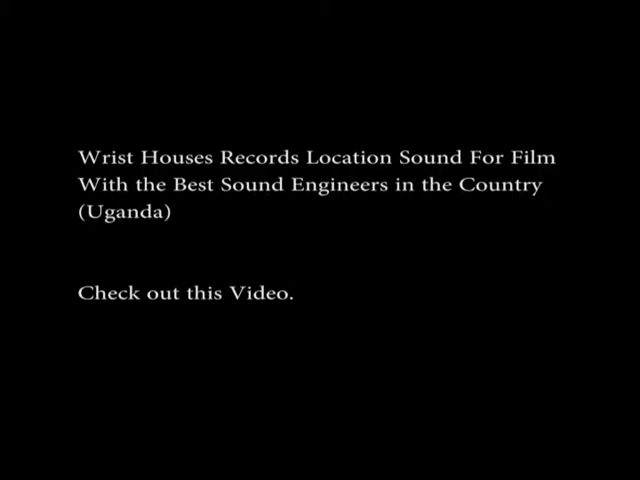 Wrist Houses Records Location Sound For Film
With the Best Sound Engineers in the Country
(Uganda)
Check out this Video.